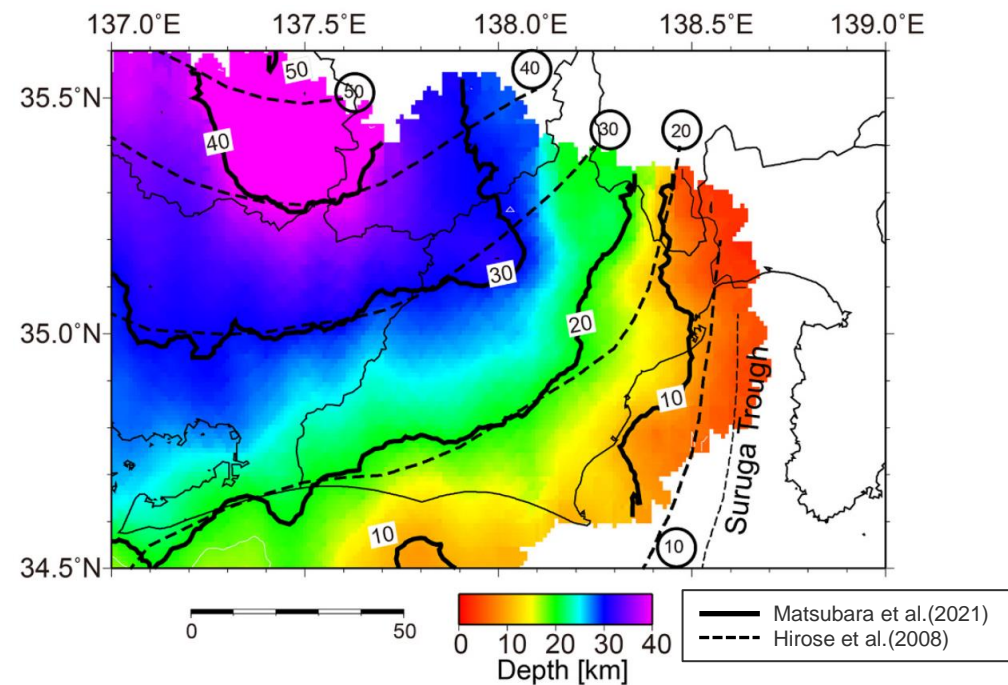 137.0 137.5˚E 138.0˚E 138.5˚E 139.0˚E
50
40
50
35.5˚N
40
30
20
30
20
35.0˚N
10
Suruga Trough
10
10
34.5˚N
0 50
0 10 20 30 40
Depth [km]
Matsubara et al.(2021)
Hirose et al.(2008)